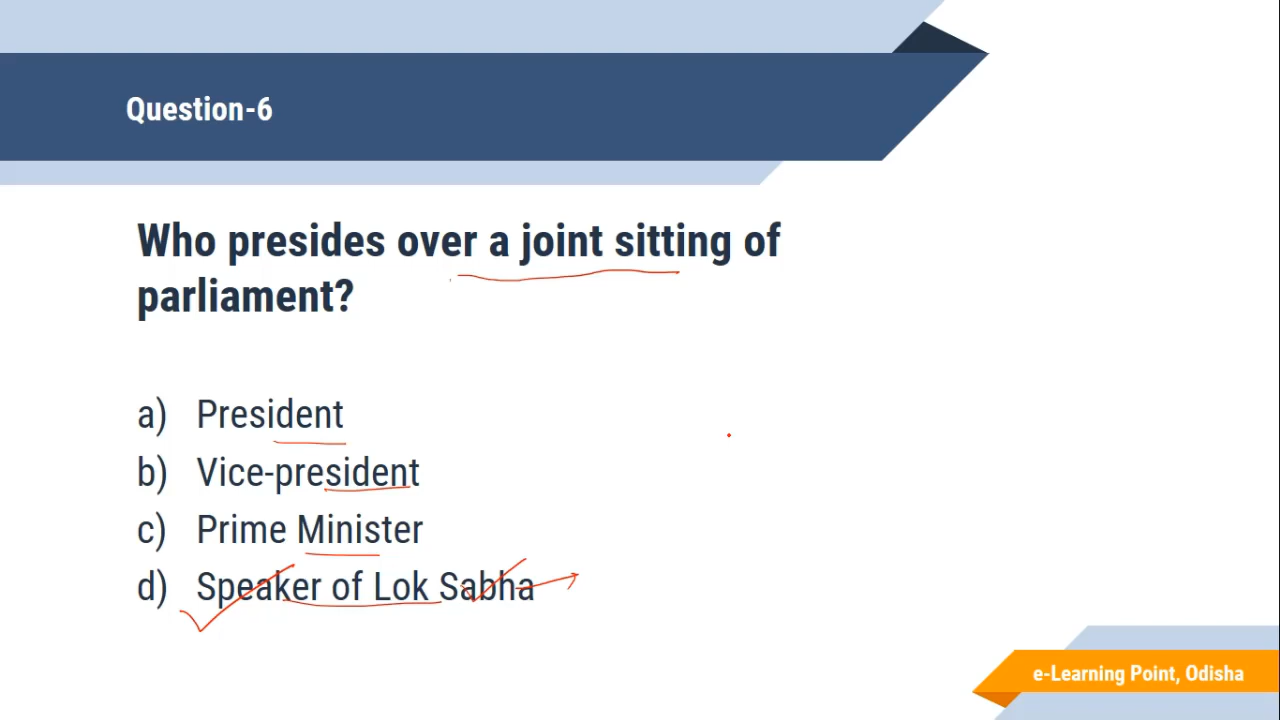 Question-6
Who presides over a joint sitting of
parliament?
a) President
b) Vice-president
c) Prime Minister
d) Speaker of Lok Sabha
e-Learning Point, Odisha